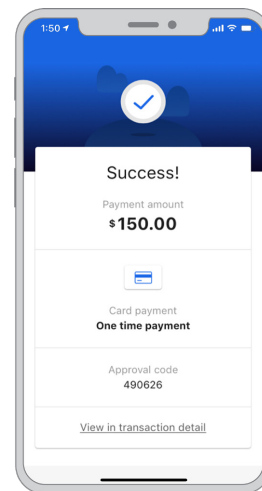 1:50
Success!
Payment amount
$150.00
Card payment
One time payment
Approval code
490626
View in transaction detail